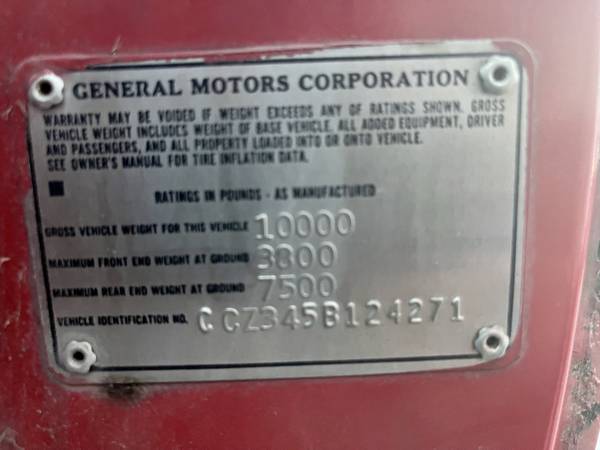 GENERAL MOTORS CORPORATION
WARRANTY MAY BE VOIDED IF WEIGHT EXCEEDS ANY OF RATINGS SHOWN. GROSS
VEHICLE WEIGHT INCLUDES WEIGHT OF BASE VEHICLE, ALL ADDED EQUIPMENT, DRIVER
AND PASSENGERS, AND ALL PROPERTY LOADED INTO OR ONTO VEHICLE.
SEE OWNER'S MANUAL FOR TIRE INFLATION DATA.
RATINGS IN POUNDS - AS MANUFACTURED
GROSS VEHICLE WEIGHT FOR THIS VEHICLE 10000
MAXIMUM FRONT END WEIGHT AT GROUND 3800
MAXIMUM REAR END WEIGHT AT GROUND 7500
VEHICLE IDENTIFICATION NO. CCZ345B124271